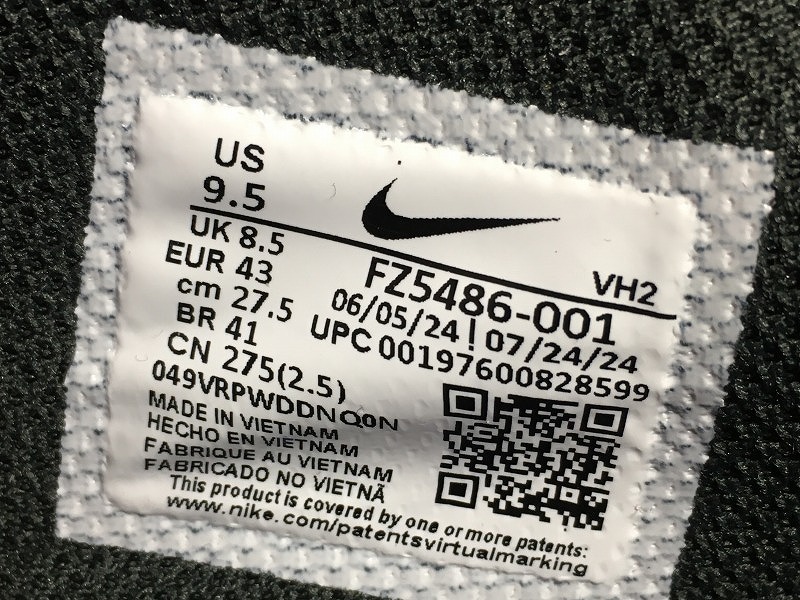 US
9.5
VH2
UK 8.5
EUR 43
cm 27.5
BR 41
CN 275(2.5)
FZ5486-001
06/05/24 | 07/24/24
UPC 00197600828599
049VRPWDDNQ0N
MADE IN VIETNAM
HECHO EN VIETNAM
FABRIQUE AU VIETNAM
FABRICADO NO VIETNÃ
This product is covered by one or more patents:
www.nike.com/patentsvirtualmarking